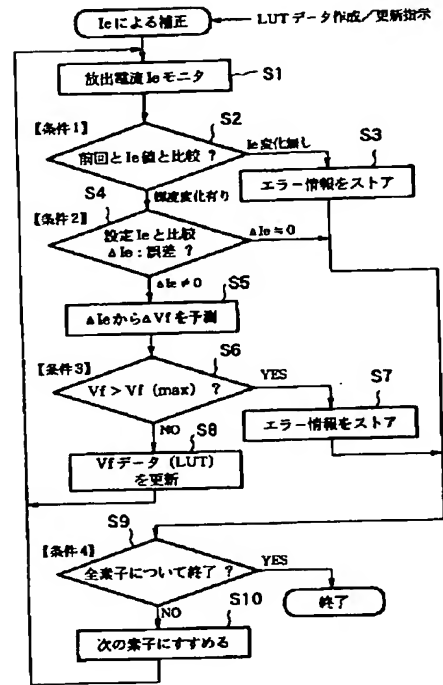 Ieによる補正
LUTデータ作成/更新指示
放出電流Ieモニタ
S1
【条件1】
S2
前回とIe値と比較 ?
Ie変化無し
S3
エラー情報をストア
輝度変化有り
【条件2】
S4
設定Ieと比較
ΔIe:誤差 ?
ΔIe≒0
ΔIe≠0
S5
ΔIeからΔVfを予測
【条件3】
S6
Vf>Vf (max) ?
YES
S7
エラー情報をストア
NO
S8
Vfデータ (LUT)
を更新
【条件4】
S9
全素子について終了 ?
YES
終了
NO
S10
次の素子にすすめる